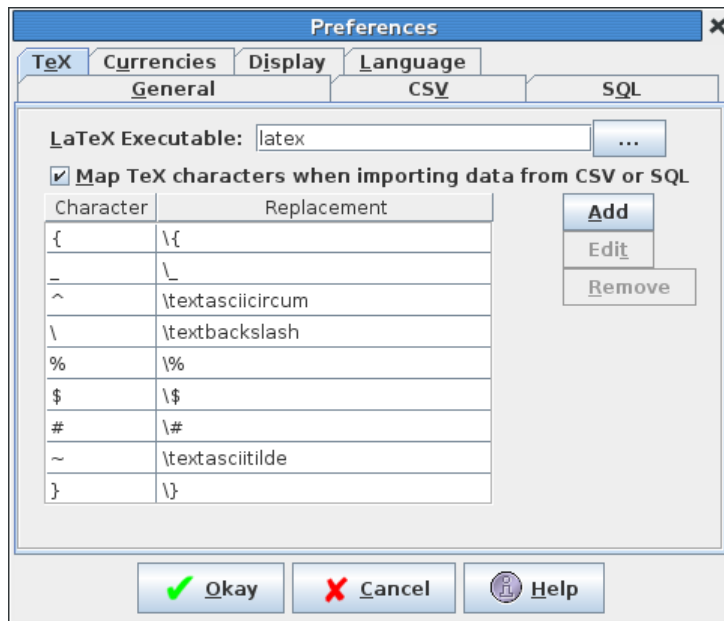 Preferences
TeX Currencies Display Language
General CSV SQL
LaTeX Executable: latex ...
Map TeX characters when importing data from CSV or SQL
Character Replacement Add
{ \{ Edit
_ \_ Remove
^ \textasciicircum
\ \textbackslash
% \%
$ \$
# \#
~ \textasciitilde
} \}
Okay Cancel Help